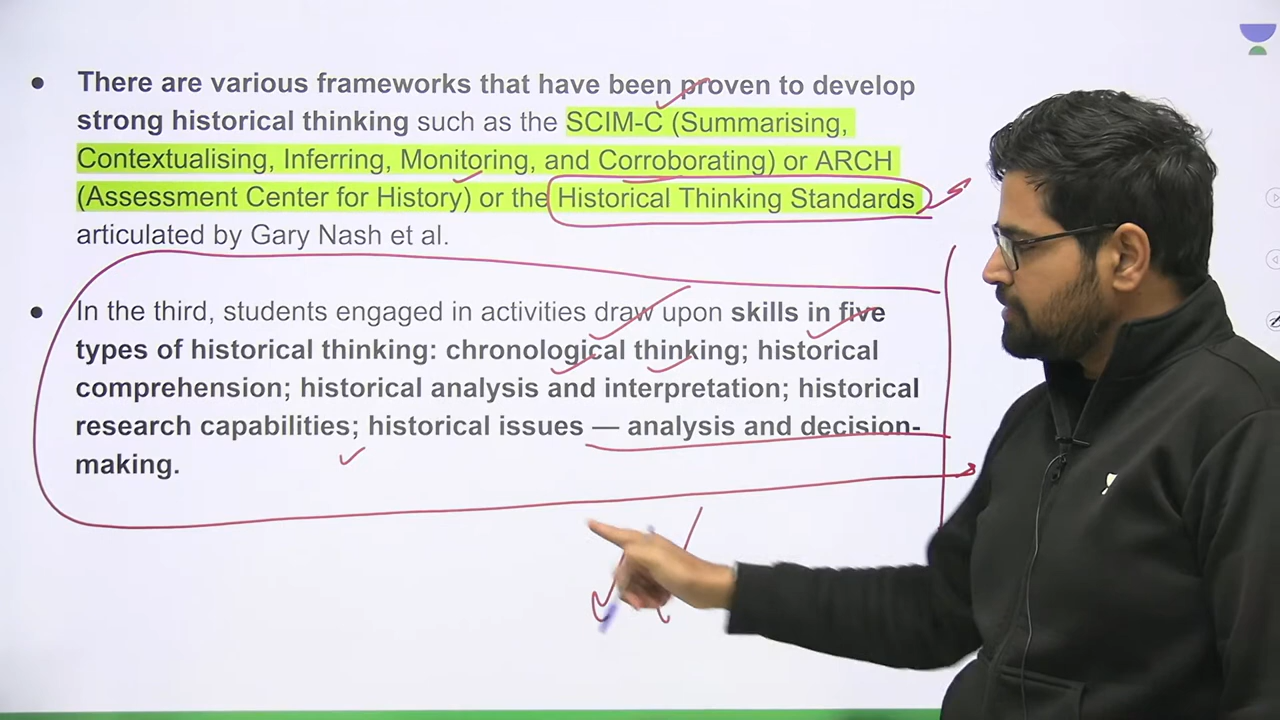 There are various frameworks that have been proven to develop
strong historical thinking such as the SCIM-C (Summarising,
Contextualising, Inferring, Monitoring, and Corroborating) or ARCH
(Assessment Center for History) or the Historical Thinking Standards
articulated by Gary Nash et al.
In the third, students engaged in activities draw upon skills in five
types of historical thinking: chronological thinking; historical
comprehension; historical analysis and interpretation; historical
research capabilities; historical issues — analysis and decision-
making.